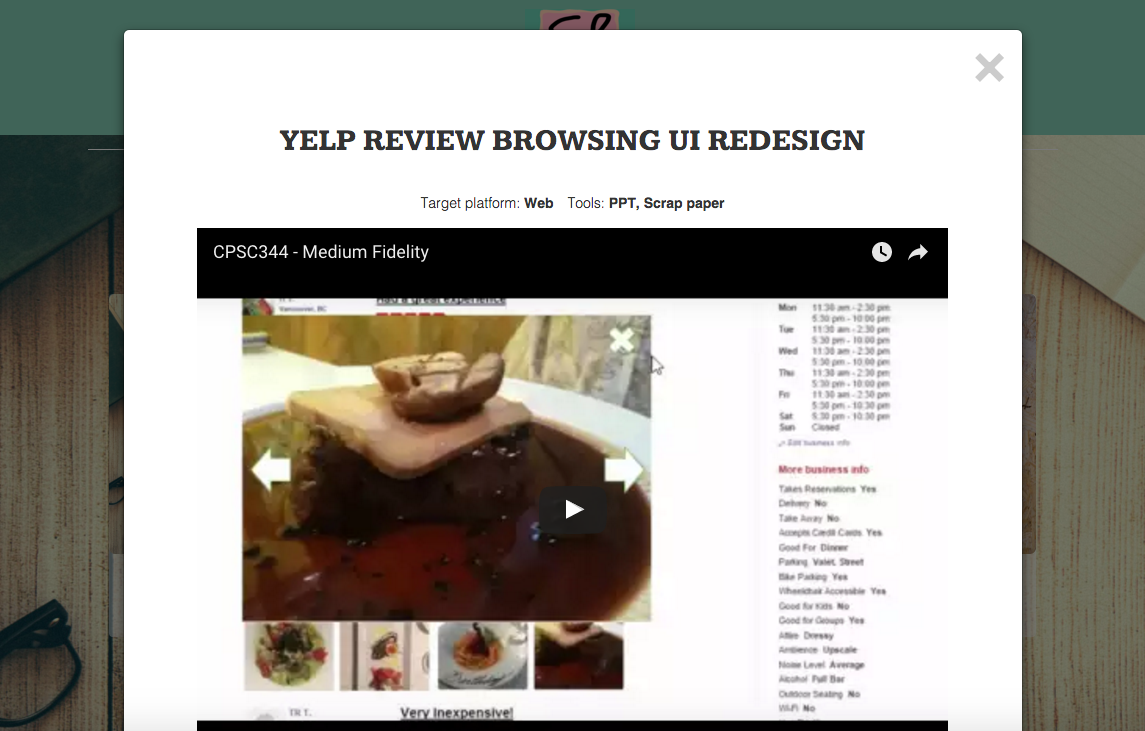 YELP REVIEW BROWSING UI REDESIGN
Target platform: Web Tools: PPT, Scrap paper
CPSC344 - Medium Fidelity
Had a great experience
Vancouver, BC
Mon 11:30 am - 2:30 pm
5:30 pm - 10:00 pm
Tue 11:30 am - 2:30 pm
5:30 pm - 10:00 pm
Wed 11:30 am - 2:30 pm
5:30 pm - 10:00 pm
Thu 11:30 am - 2:30 pm
5:30 pm - 10:00 pm
Fri 11:30 am - 2:30 pm
5:30 pm - 10:30 pm
Sat 5:30 pm - 10:30 pm
Sun Closed
Edit business info
More business info
Takes Reservations Yes
Delivery No
Take Away No
Accepts Credit Cards Yes
Good For Dinner
Parking Valet, Street
Bike Parking Yes
Wheelchair Accessible Yes
Good for Kids No
Good for Groups Yes
Attire Dressy
Ambience Upscale
Noise Level Average
Alcohol Full Bar
Outdoor Seating No
Wi-Fi No
TR T.
Very Inexpensive!